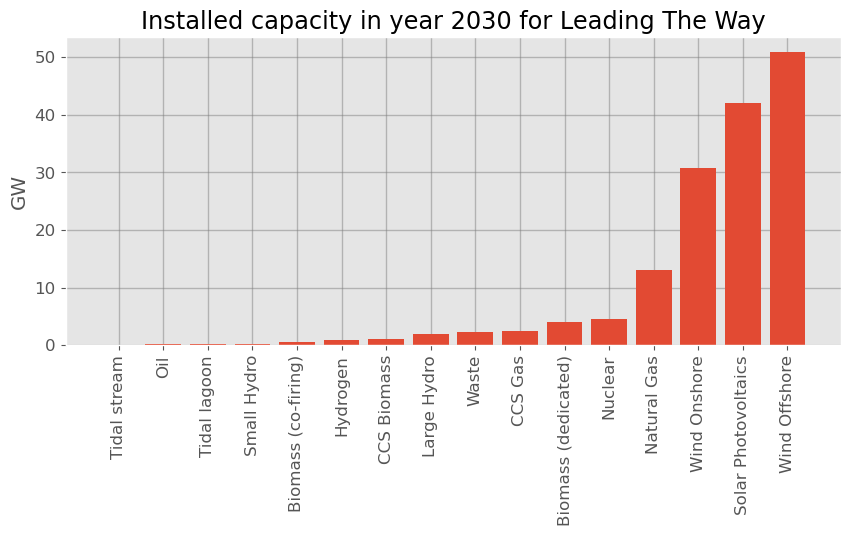 Installed capacity in year 2030 for Leading The Way
GW
50
40
30
20
10
0
Tidal stream
Oil
Tidal lagoon
Small Hydro
Biomass (co-firing)
Hydrogen
CCS Biomass
Large Hydro
Waste
CCS Gas
Biomass (dedicated)
Nuclear
Natural Gas
Wind Onshore
Solar Photovoltaics
Wind Offshore